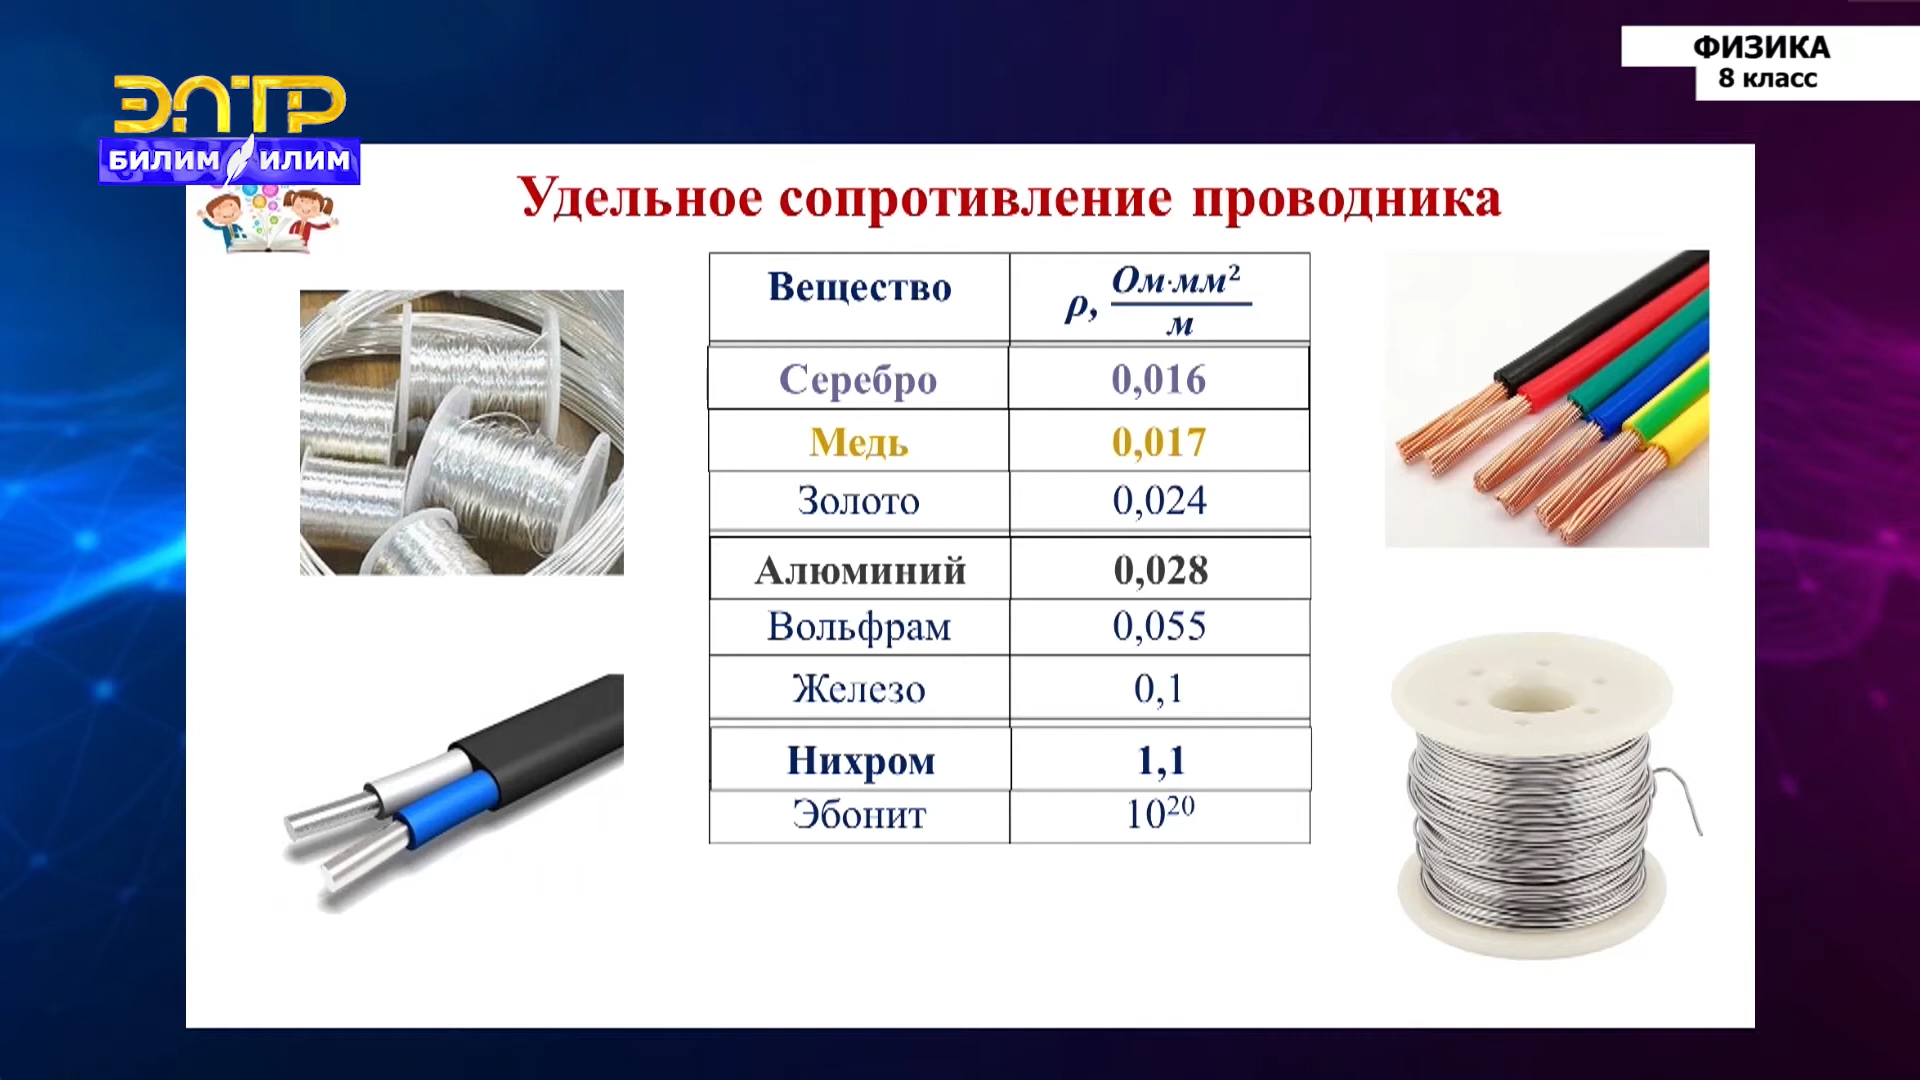 ФИЗИКА
8 класс
ЭЛТР
БИЛИМ ИЛИМ
Удельное сопротивление проводника
Вещество ρ, Ом·мм²/м
Серебро 0,016
Медь 0,017
Золото 0,024
Алюминий 0,028
Вольфрам 0,055
Железо 0,1
Нихром 1,1
Эбонит 10²⁰